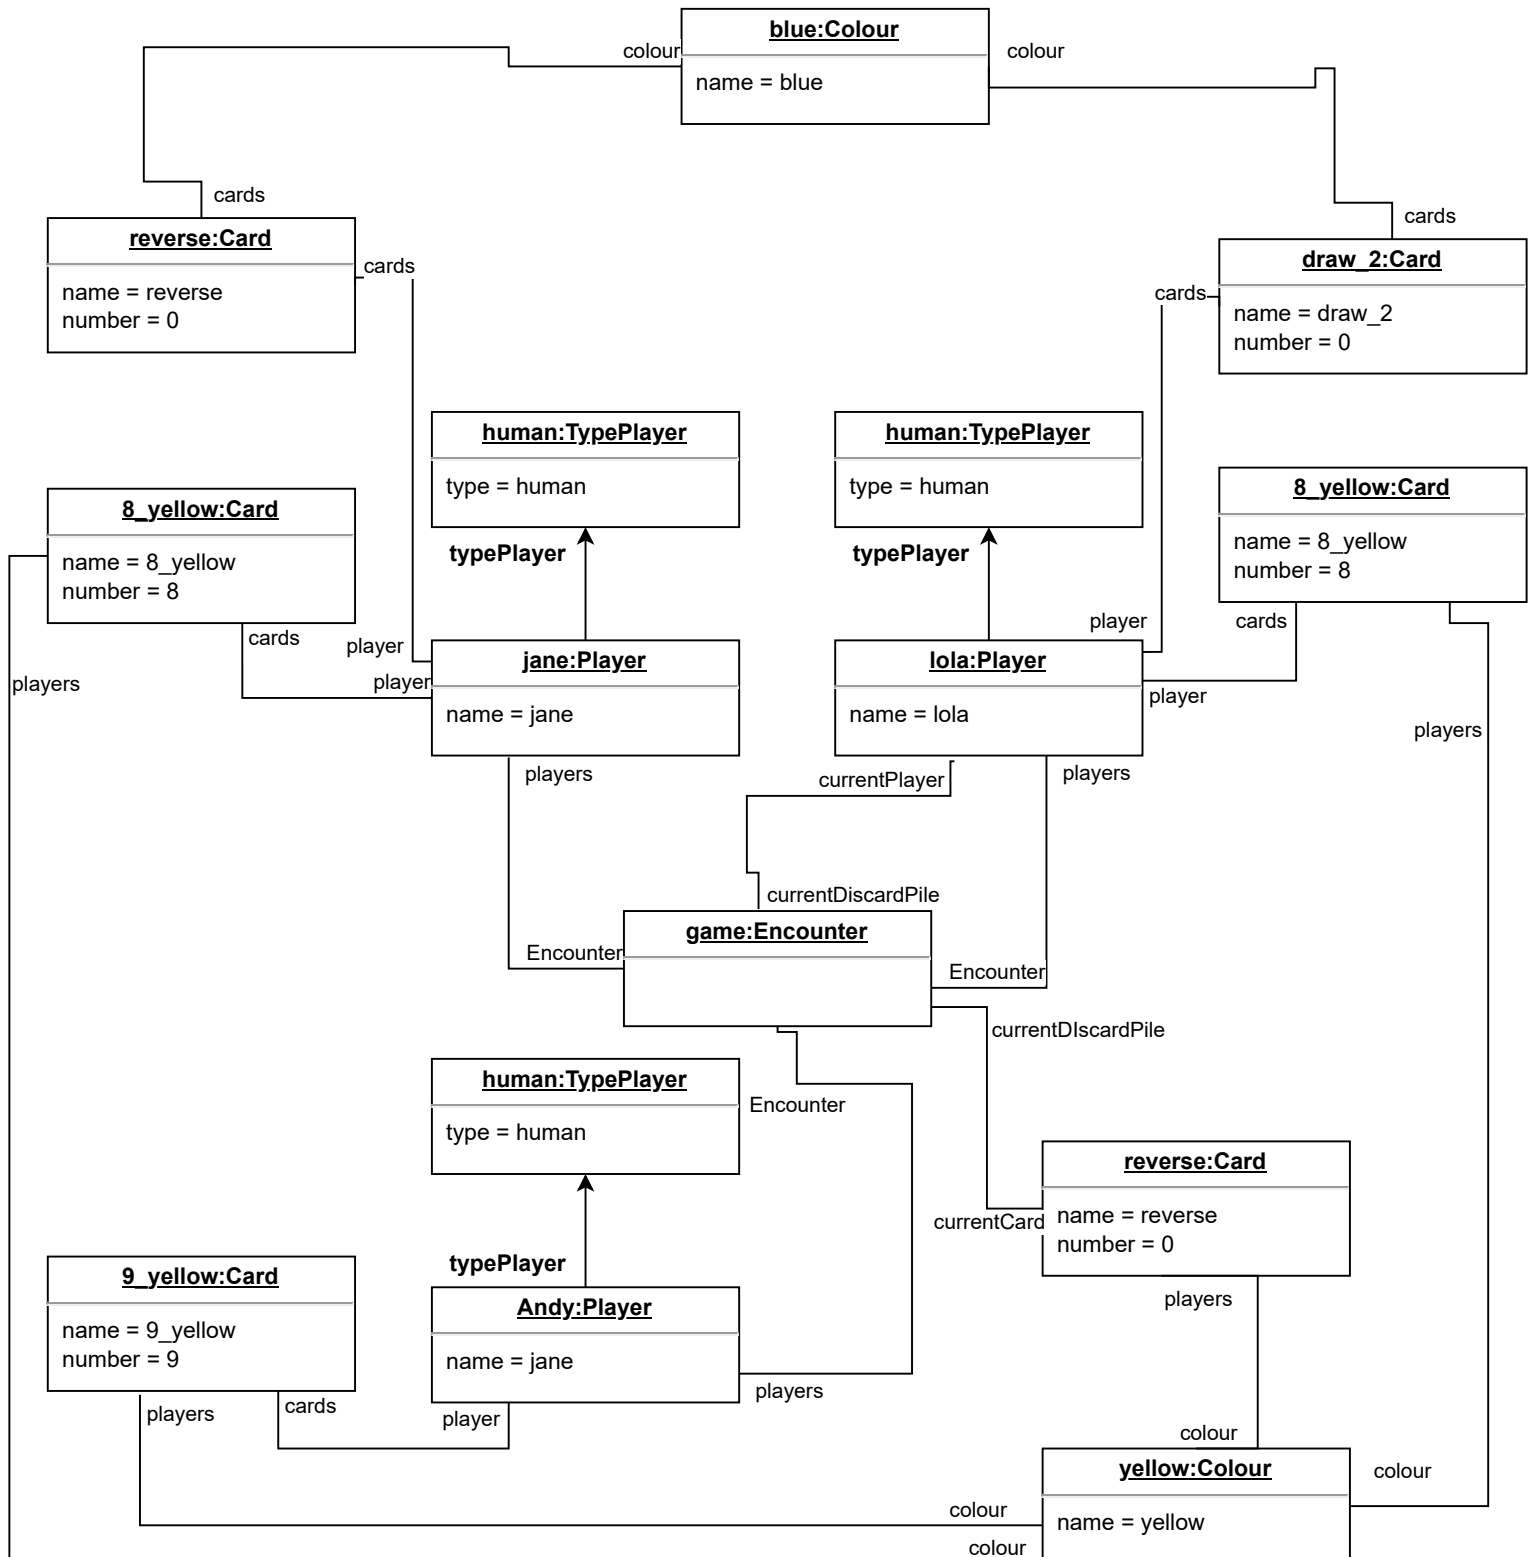 blue:Colour
colour
colour
name = blue
cards
cards
reverse:Card
draw_2:Card
cards
cards
name = reverse
number = 0
name = draw_2
number = 0
human:TypePlayer
human:TypePlayer
type = human
type = human
8_yellow:Card
8_yellow:Card
typePlayer
typePlayer
name = 8_yellow
number = 8
name = 8_yellow
number = 8
cards
player
player
cards
jane:Player
lola:Player
players
player
player
name = jane
name = lola
players
players
currentPlayer
players
currentDiscardPile
game:Encounter
Encounter
Encounter
currentDIscardPile
human:TypePlayer
Encounter
type = human
reverse:Card
currentCard
name = reverse
number = 0
typePlayer
9_yellow:Card
players
Andy:Player
name = 9_yellow
number = 9
name = jane
players
players
cards
player
colour
yellow:Colour
colour
colour
name = yellow
colour